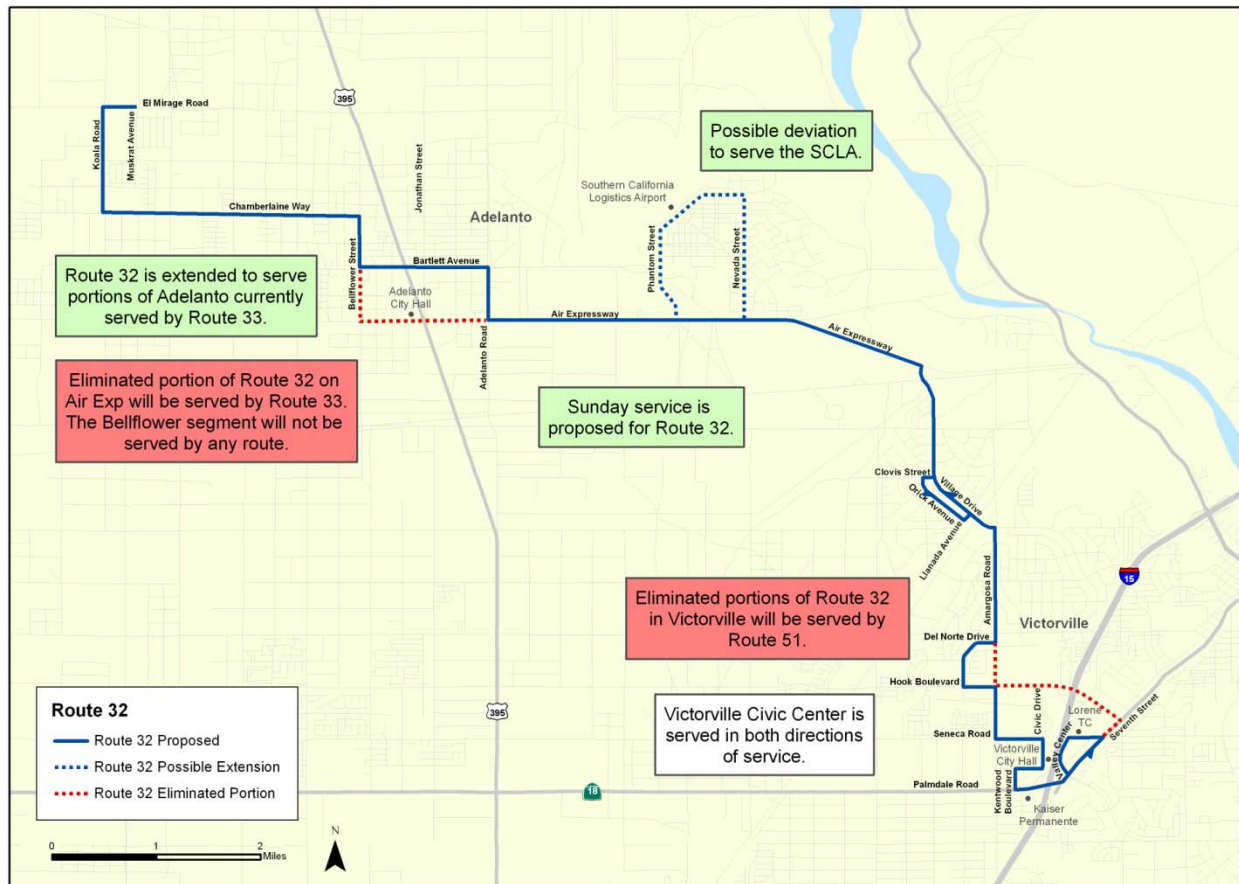 El Mirage Road
395
Koala Road
Muskrat Avenue
Possible deviation
to serve the SCLA.
Jonathan Street
Southern California
Logistics Airport
Chamberlaine Way
Adelanto
Route 32 is extended to serve
portions of Adelanto currently
served by Route 33.
Bellflower Street
Bartlett Avenue
Adelanto
City Hall
Phantom Street
Nevada Street
Air Expressway
Air Expressway
Adelanto Road
Eliminated portion of Route 32 on
Air Exp will be served by Route 33.
The Bellflower segment will not be
served by any route.
Sunday service is
proposed for Route 32.
Clovis Street
Village Drive
Orick Avenue
Llanada Avenue
Amargosa Road
15
Eliminated portions of Route 32
in Victorville will be served by
Route 51.
Victorville
Del Norte Drive
Hook Boulevard
Civic Drive
Lorene
TC
Seventh Street
Victorville Civic Center is
served in both directions
of service.
395
Seneca Road
Victorville
City Hall
Valley Center
Palmdale Road
Kentwood
Boulevard
Kaiser
Permanente
18
Route 32
Route 32 Proposed
Route 32 Possible Extension
Route 32 Eliminated Portion
0 1 2
Miles
N